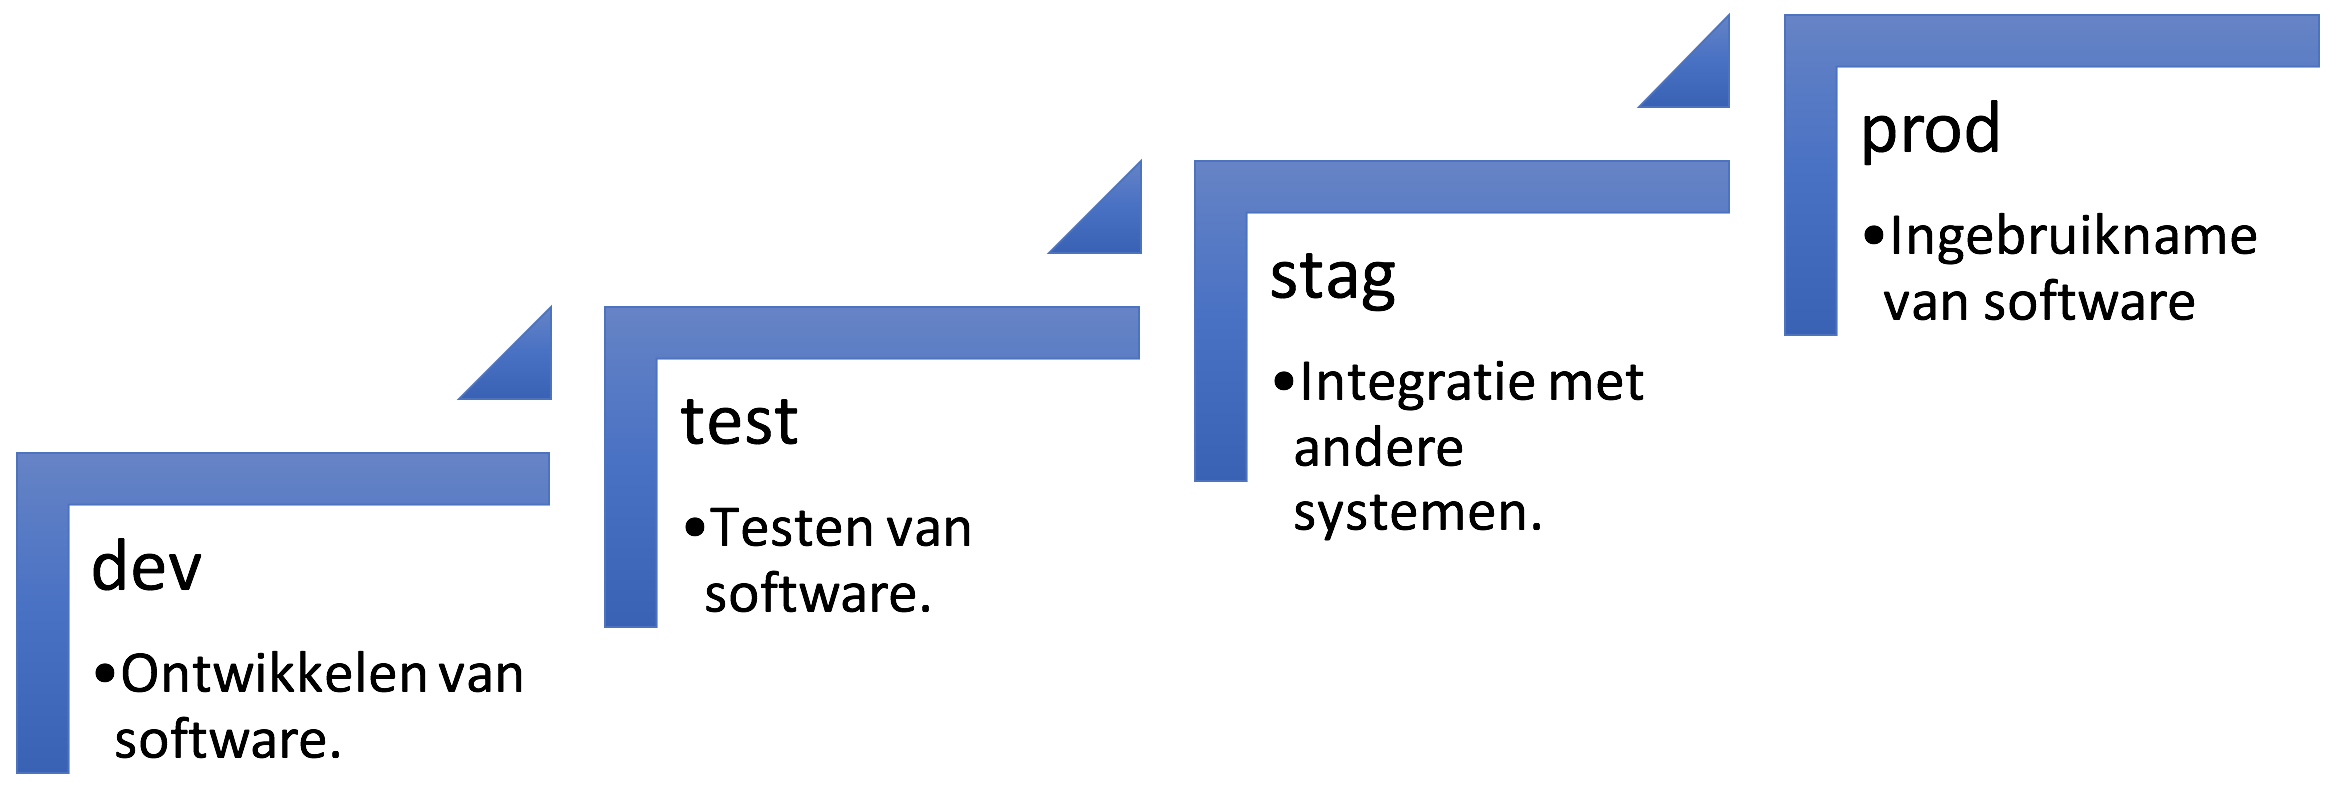 dev
•Ontwikkelen van
software.
test
•Testen van
software.
stag
•Integratie met
andere
systemen.
prod
•Ingebruikname
van software